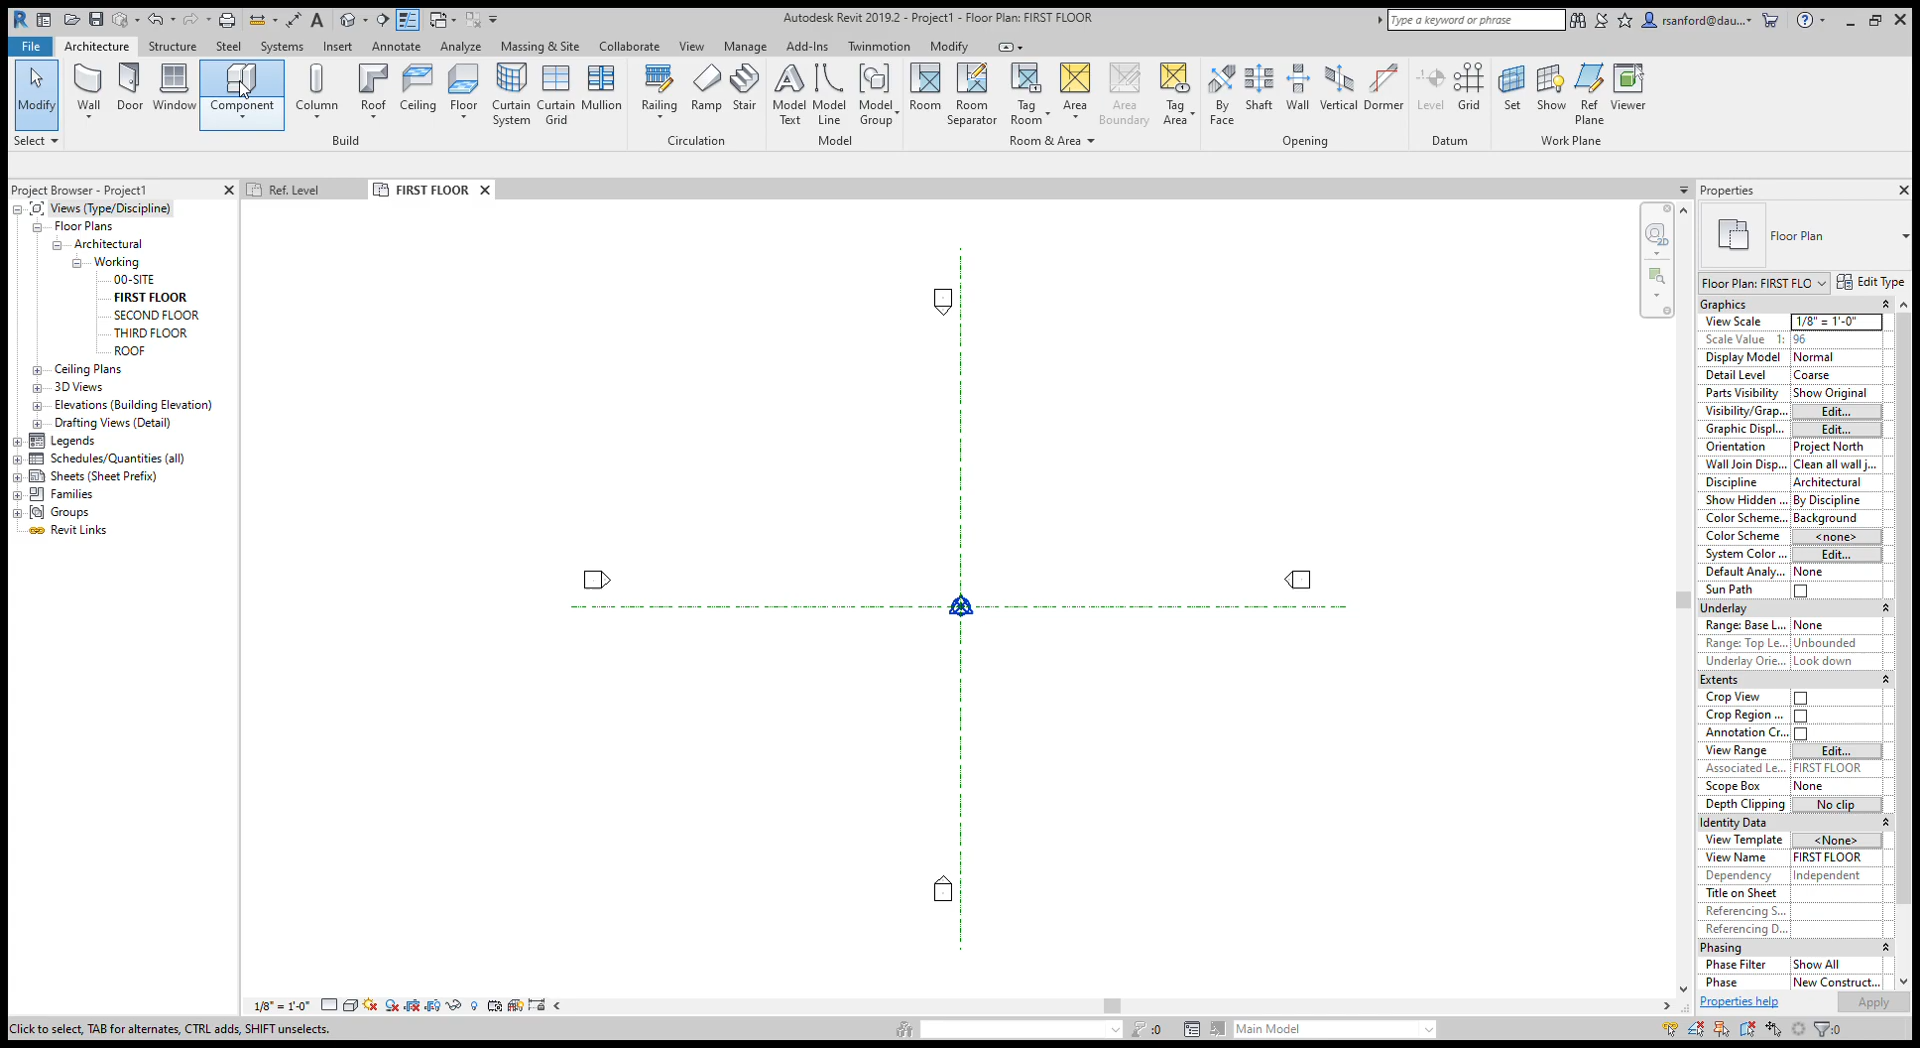 Autodesk Revit 2019.2 - Project1 - Floor Plan: FIRST FLOOR
Type a keyword or phrase
rsanford@dau...
File Architecture Structure Steel Systems Insert Annotate Analyze Massing & Site Collaborate View Manage Add-Ins Twinmotion Modify
Modify Wall Door Window Component Column Roof Ceiling Floor Curtain System Curtain Grid Mullion Railing Ramp Stair Model Text Model Line Model Group Room Room Separator Tag Room Area Area Boundary Tag Area By Face Shaft Wall Vertical Dormer Level Grid Set Show Ref Plane Viewer
Select Build Circulation Model Room & Area Opening Datum Work Plane
Project Browser - Project1
Views (Type/Discipline)
Floor Plans
Architectural
Working
00-SITE
FIRST FLOOR
SECOND FLOOR
THIRD FLOOR
ROOF
Ceiling Plans
3D Views
Elevations (Building Elevation)
Drafting Views (Detail)
Legends
Schedules/Quantities (all)
Sheets (Sheet Prefix)
Families
Groups
Revit Links
Ref. Level
FIRST FLOOR
2D
Properties
Floor Plan
Floor Plan: FIRST FLO Edit Type
Graphics
View Scale 1/8" = 1'-0"
Scale Value 1: 96
Display Model Normal
Detail Level Coarse
Parts Visibility Show Original
Visibility/Grap... Edit...
Graphic Displ... Edit...
Orientation Project North
Wall Join Disp... Clean all wall j...
Discipline Architectural
Show Hidden ... By Discipline
Color Scheme... Background
Color Scheme <none>
System Color ... Edit...
Default Analy... None
Sun Path
Underlay
Range: Base L... None
Range: Top Le... Unbounded
Underlay Orie... Look down
Extents
Crop View
Crop Region ...
Annotation Cr...
View Range Edit...
Associated Le... FIRST FLOOR
Scope Box None
Depth Clipping No clip
Identity Data
View Template <None>
View Name FIRST FLOOR
Dependency Independent
Title on Sheet
Referencing S...
Referencing D...
Phasing
Phase Filter Show All
Phase New Construct...
Properties help Apply
1/8" = 1'-0"
Click to select, TAB for alternates, CTRL adds, SHIFT unselects.
:0
Main Model
:0